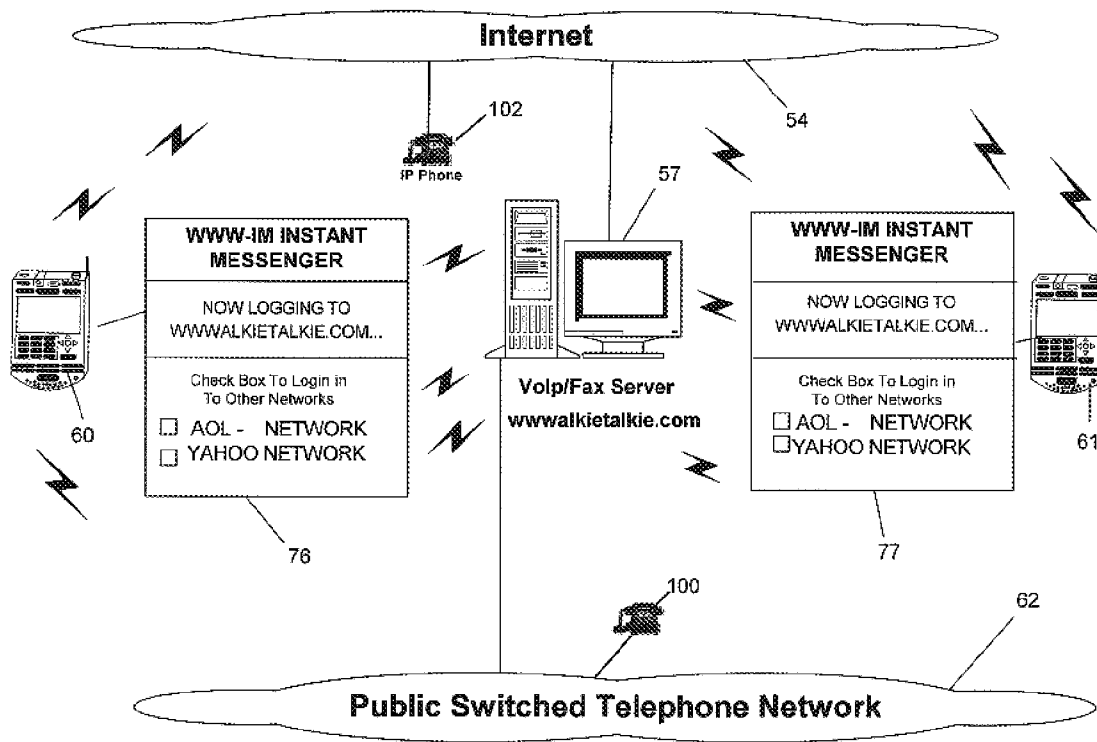 Internet
102
54
IP Phone
57
WWW-IM INSTANT
MESSENGER
NOW LOGGING TO
WWWALKIETALKIE.COM...
Check Box To Login in
To Other Networks
AOL - NETWORK
YAHOO NETWORK
60
76
VoIp/Fax Server
wwwalkietalkie.com
WWW-IM INSTANT
MESSENGER
NOW LOGGING TO
WWWALKIETALKIE.COM...
Check Box To Login in
To Other Networks
AOL - NETWORK
YAHOO NETWORK
61
77
100
62
Public Switched Telephone Network